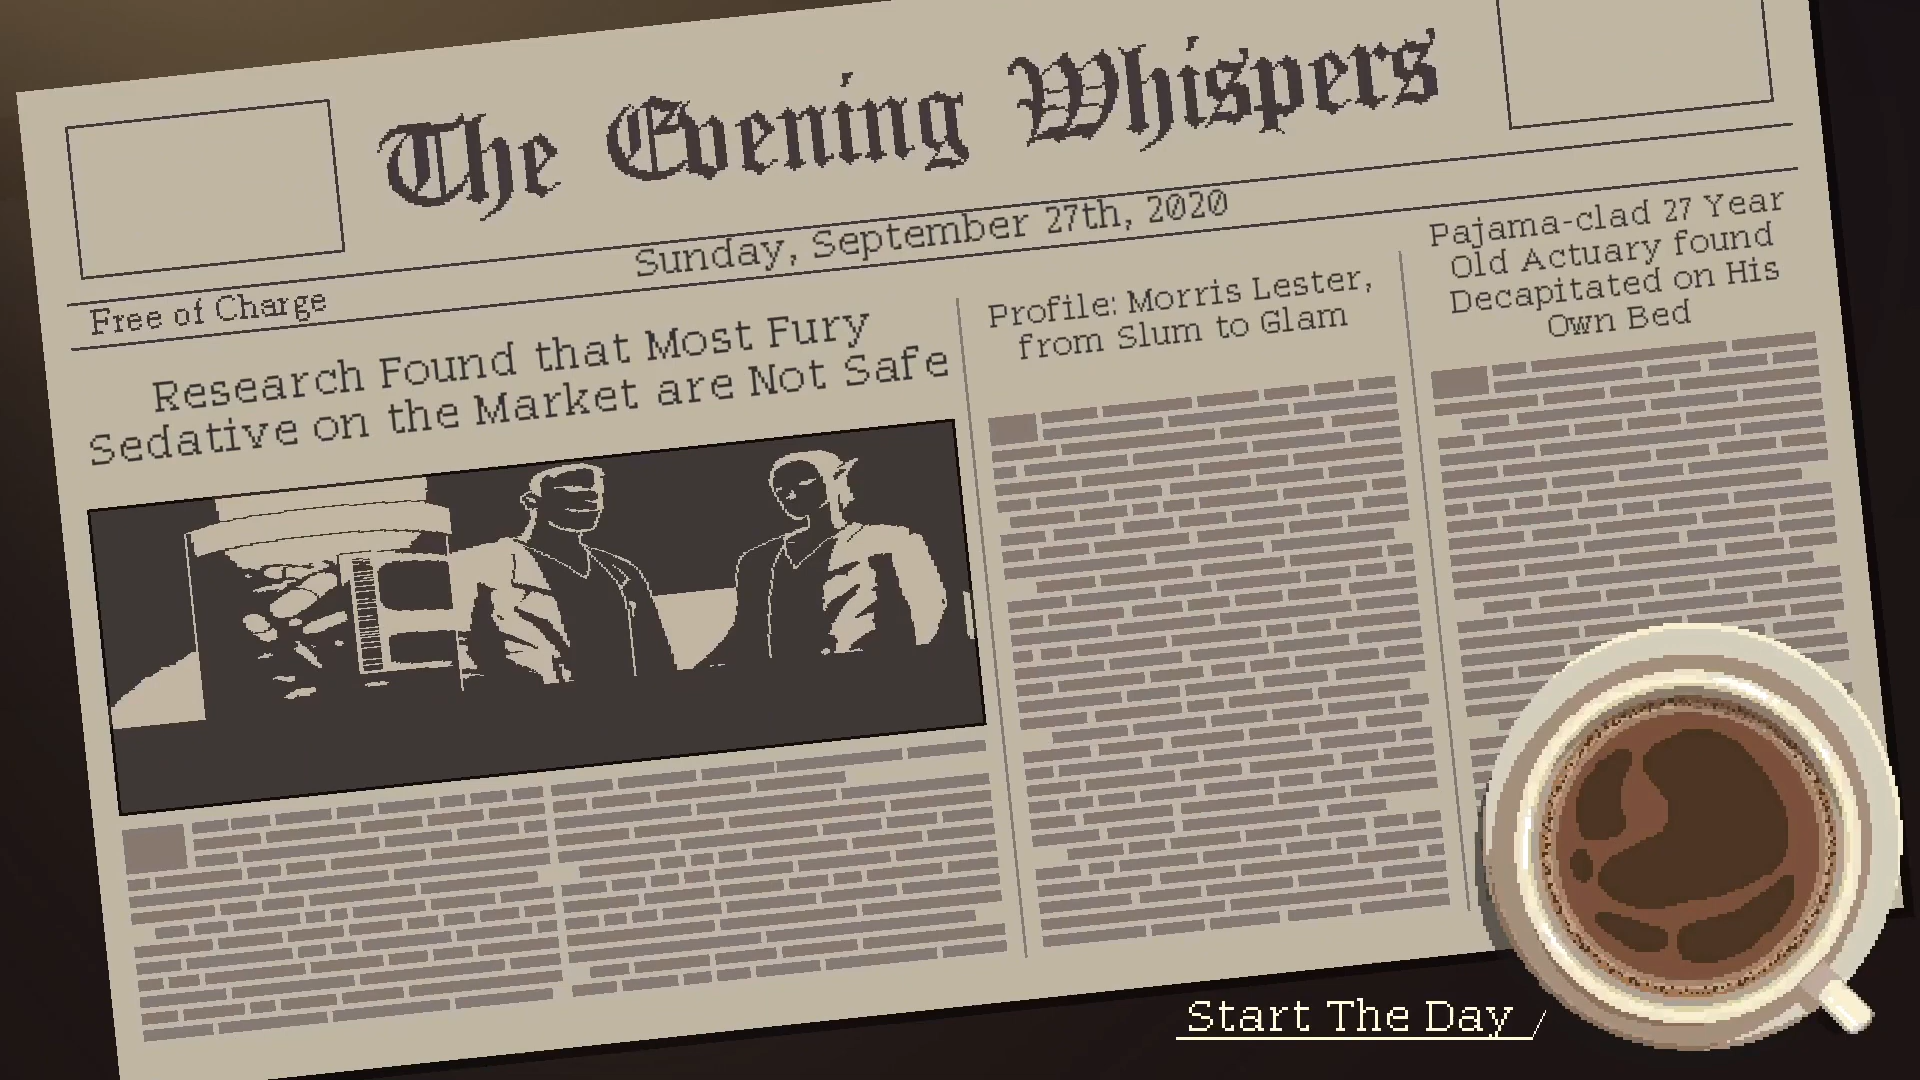 The Evening Whispers
Sunday, September 27th, 2020
Free of Charge
Research Found that Most Fury
Sedative on the Market are Not Safe
Profile: Morris Lester,
from Slum to Glam
Pajama-clad 27 Year
Old Actuary found
Decapitated on His
Own Bed
Start The Day